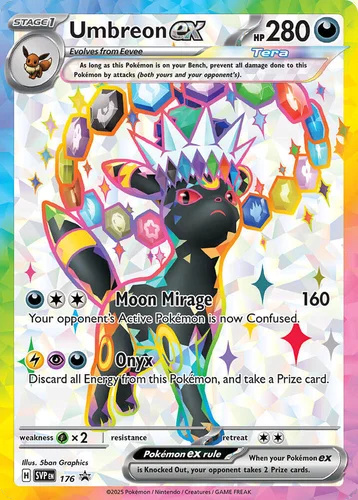 STAGE 1 Umbreon ex HP 280
Evolves from Eevee Tera
As long as this Pokémon is on your Bench, prevent all damage done to this
Pokémon by attacks (both yours and your opponent's).
Moon Mirage 160
Your opponent's Active Pokémon is now Confused.
Onyx
Discard all Energy from this Pokémon, and take a Prize card.
weakness ×2 resistance retreat
Illus. 5ban Graphics
Pokémon ex rule When your Pokémon ex
is Knocked Out, your opponent takes 2 Prize cards.
H SVP EN 176
©2025 Pokémon / Nintendo / Creatures / GAME FREAK